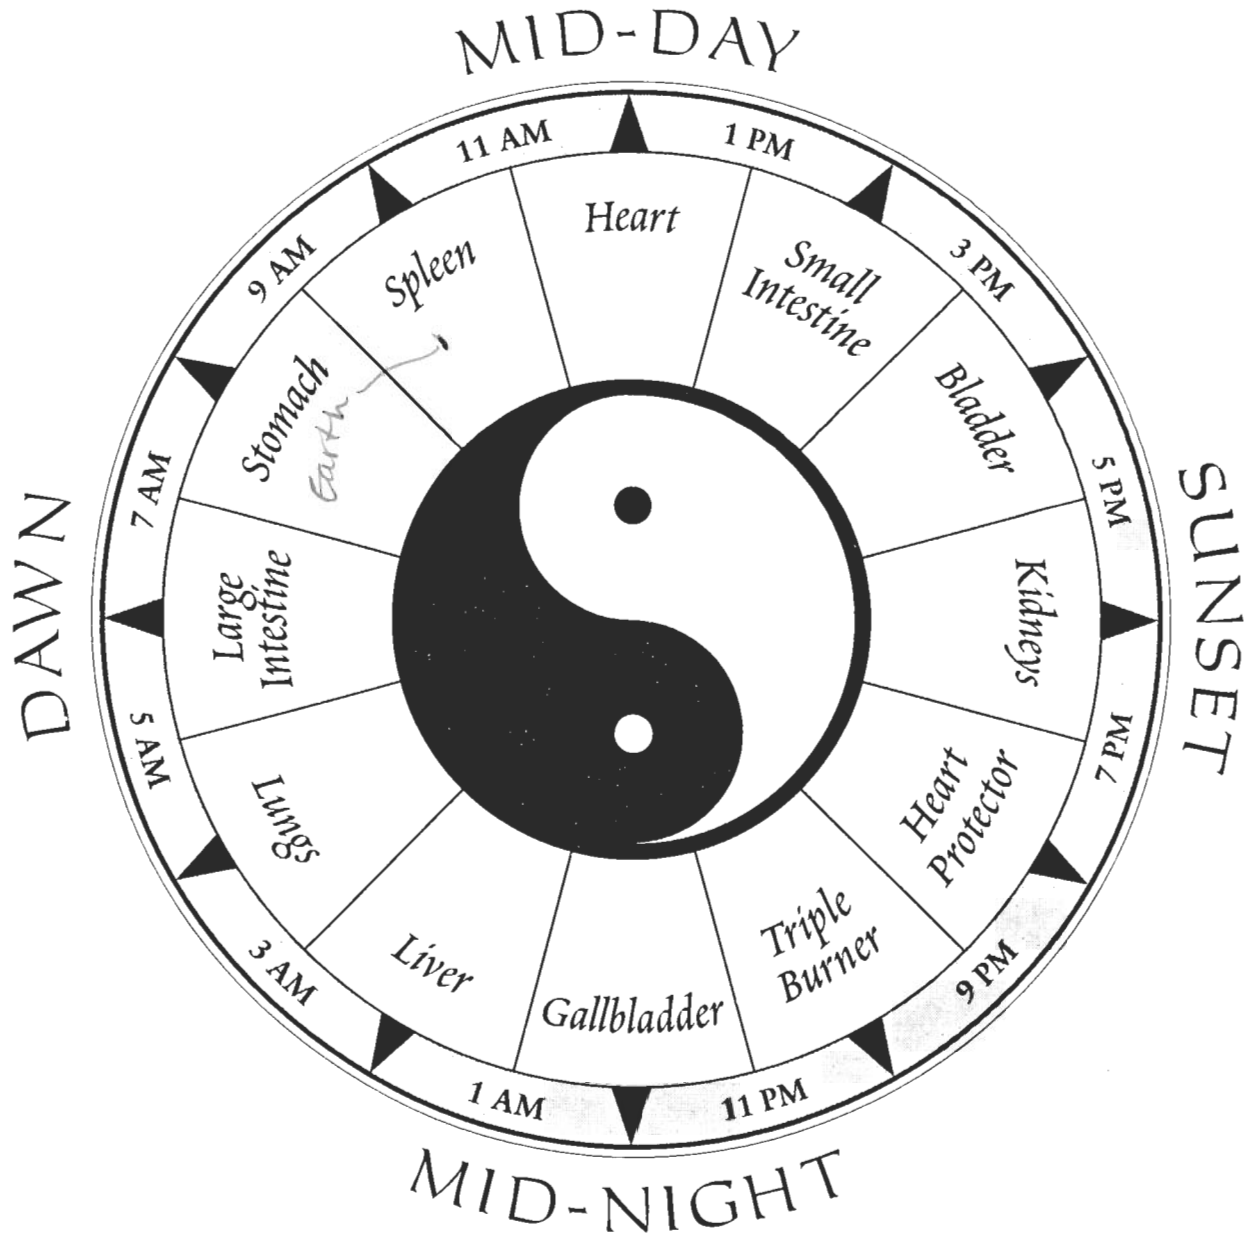 MID-DAY
11 AM
1 PM
9 AM
3 PM
Heart
Spleen
Small
Intestine
Stomach
Earth
Bladder
7 AM
5 PM
DAWN
SUNSET
Large
Intestine
Kidneys
5 AM
7 PM
Lungs
Heart
Protector
Liver
Triple
Burner
Gallbladder
3 AM
9 PM
1 AM
11 PM
MID-NIGHT